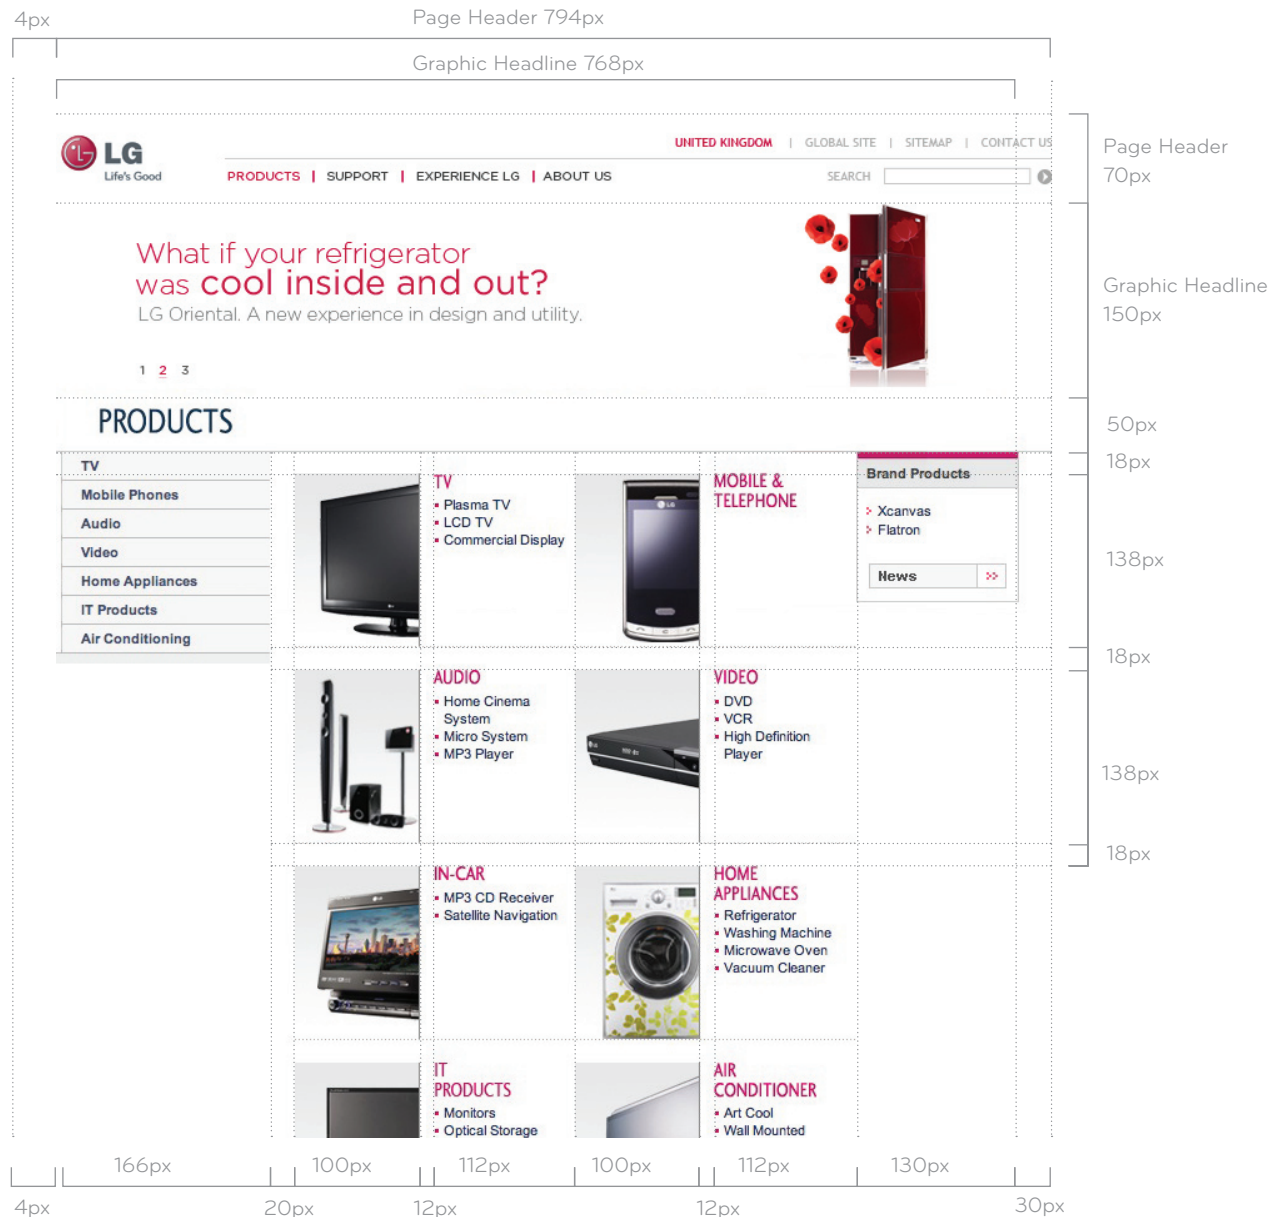 4px
Page Header 794px
Graphic Headline 768px
LG
Life's Good
UNITED KINGDOM | GLOBAL SITE | SITEMAP | CONTACT US
PRODUCTS | SUPPORT | EXPERIENCE LG | ABOUT US
SEARCH
Page Header
70px
What if your refrigerator
was cool inside and out?
LG Oriental. A new experience in design and utility.
1 2 3
Graphic Headline
150px
PRODUCTS
50px
18px
TV
Mobile Phones
Audio
Video
Home Appliances
IT Products
Air Conditioning
TV
Plasma TV
LCD TV
Commercial Display
MOBILE &
TELEPHONE
Brand Products
Xcanvas
Flatron
News
138px
18px
AUDIO
Home Cinema
System
Micro System
MP3 Player
VIDEO
DVD
VCR
High Definition
Player
138px
18px
IN-CAR
MP3 CD Receiver
Satellite Navigation
HOME
APPLIANCES
Refrigerator
Washing Machine
Microwave Oven
Vacuum Cleaner
IT
PRODUCTS
Monitors
Optical Storage
AIR
CONDITIONER
Art Cool
Wall Mounted
166px
100px
112px
100px
112px
130px
4px
20px
12px
12px
30px